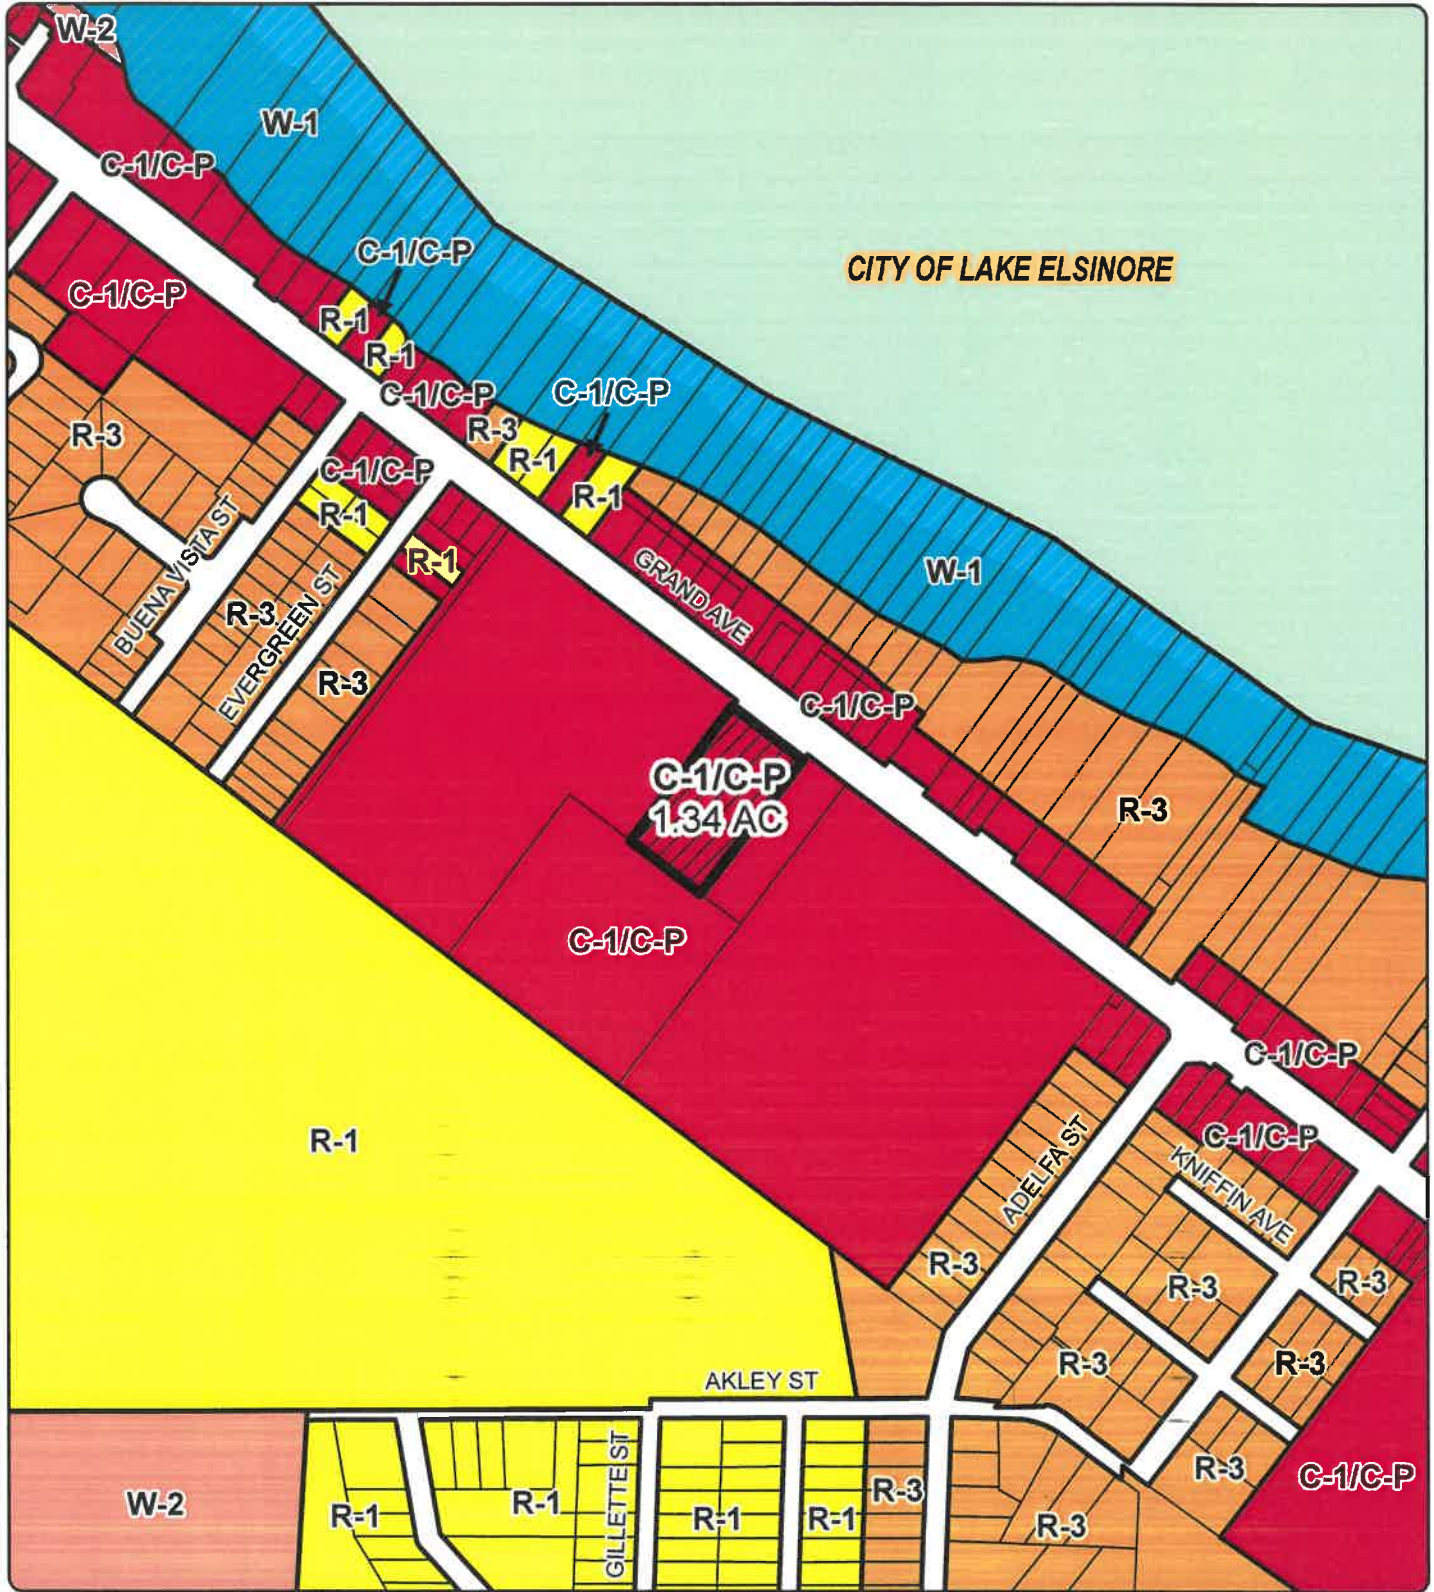 W-2
W-1
C-1/C-P
C-1/C-P
CITY OF LAKE ELSINORE
C-1/C-P
R-1
R-1
C-1/C-P
C-1/C-P
R-3
R-3
R-1
C-1/C-P
R-1
R-1
R-1
BUENA VISTA ST
GRAND AVE
W-1
R-3
EVERGREEN ST
R-3
C-1/C-P
C-1/C-P
1.34 AC
R-3
C-1/C-P
C-1/C-P
R-1
C-1/C-P
ADELFA ST
KNIFFIN AVE
R-3
R-3
R-3
R-3
R-3
AKLEY ST
R-3
C-1/C-P
W-2
R-1
R-1
GILLETTE ST
R-1
R-1
R-3
R-3